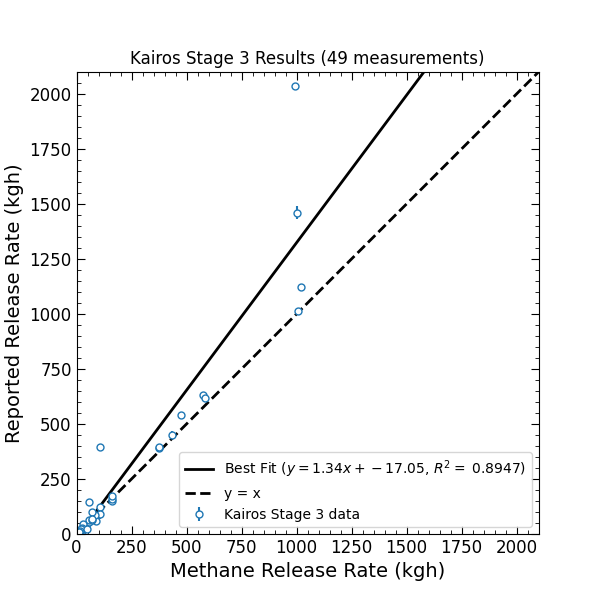 Kairos Stage 3 Results (49 measurements)
Reported Release Rate (kgh)
2000
1750
1500
1250
1000
750
500
250
0
Best Fit (y = 1.34x + −17.05, R² = 0.8947)
y = x
Kairos Stage 3 data
0 250 500 750 1000 1250 1500 1750 2000
Methane Release Rate (kgh)